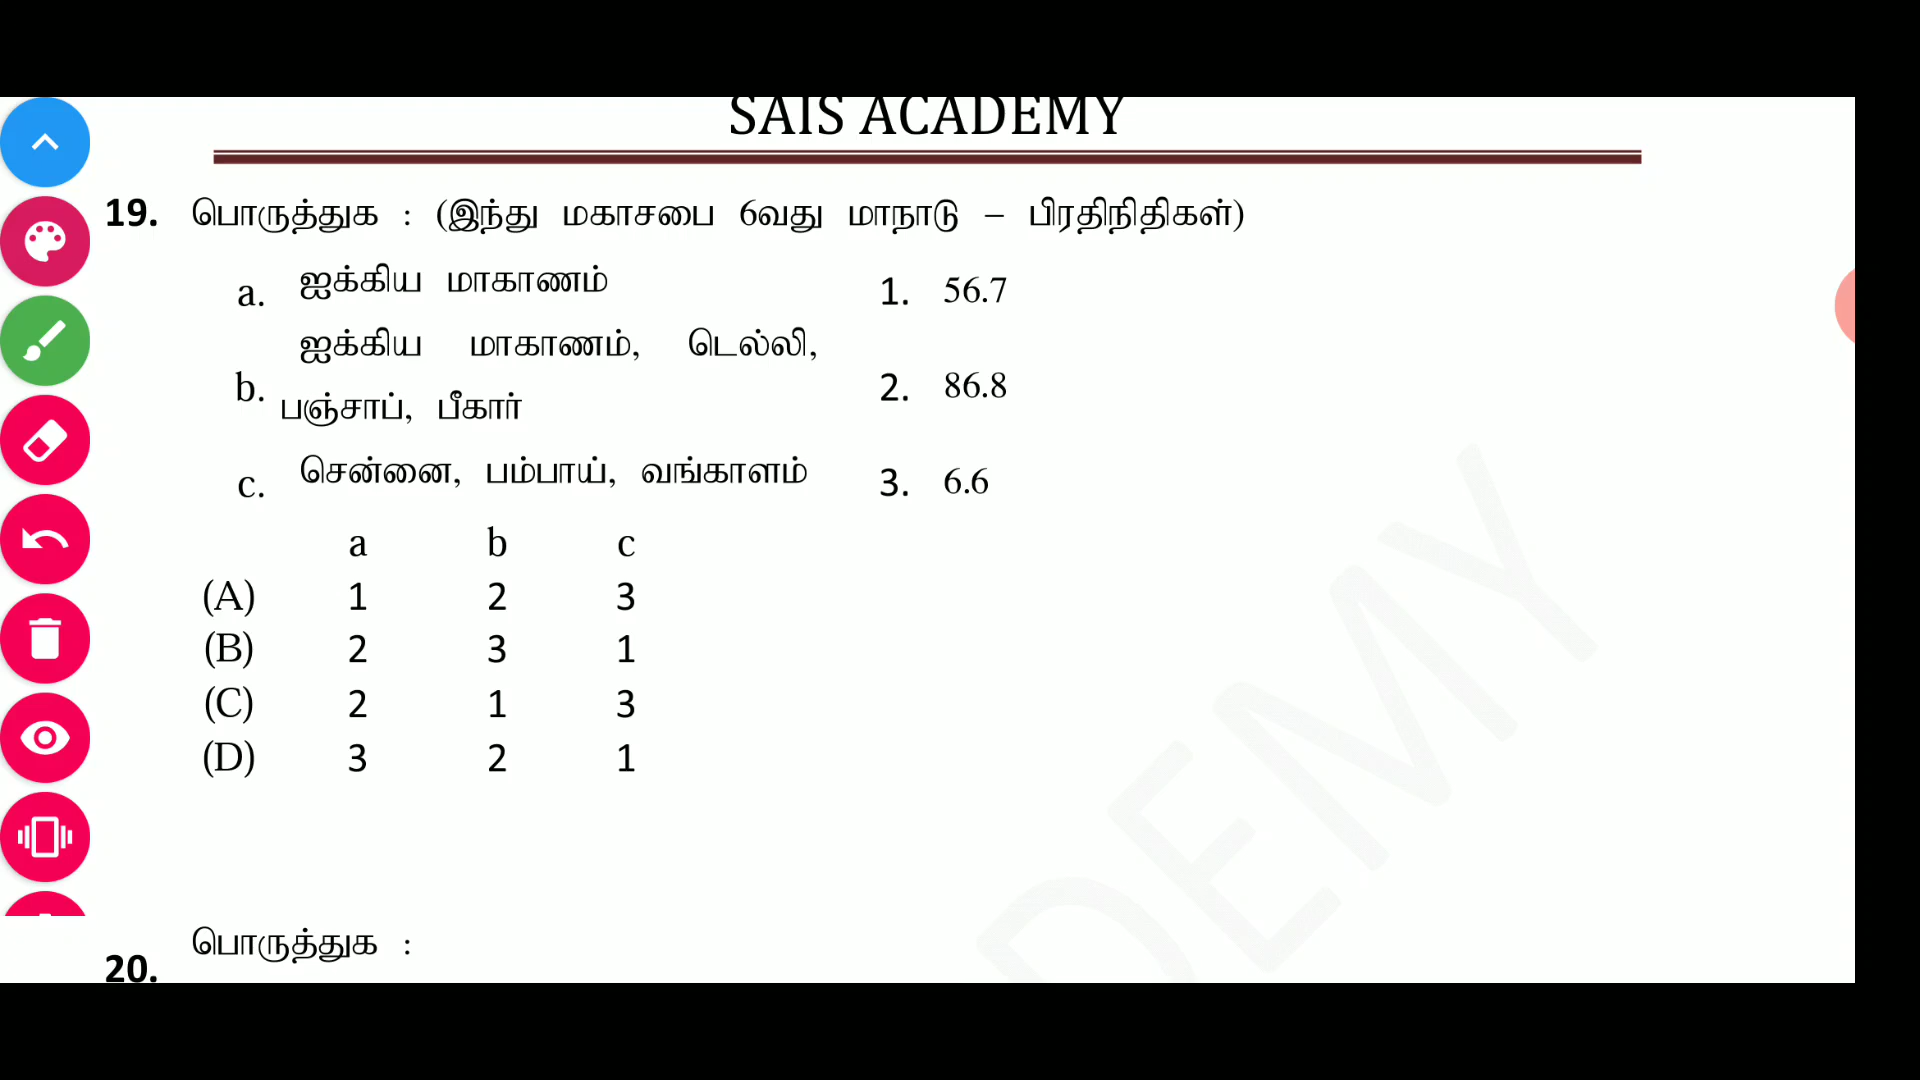 SAIS ACADEMY
19. பொருத்துக : (இந்து மகாசபை 6வது மாநாடு – பிரதிநிதிகள்)
a. ஐக்கிய மாகாணம் 1. 56.7
b. ஐக்கிய மாகாணம், டெல்லி, 2. 86.8
பஞ்சாப், பீகார்
c. சென்னை, பம்பாய், வங்காளம் 3. 6.6
a b c
(A) 1 2 3
(B) 2 3 1
(C) 2 1 3
(D) 3 2 1
20. பொருத்துக :
DEMY